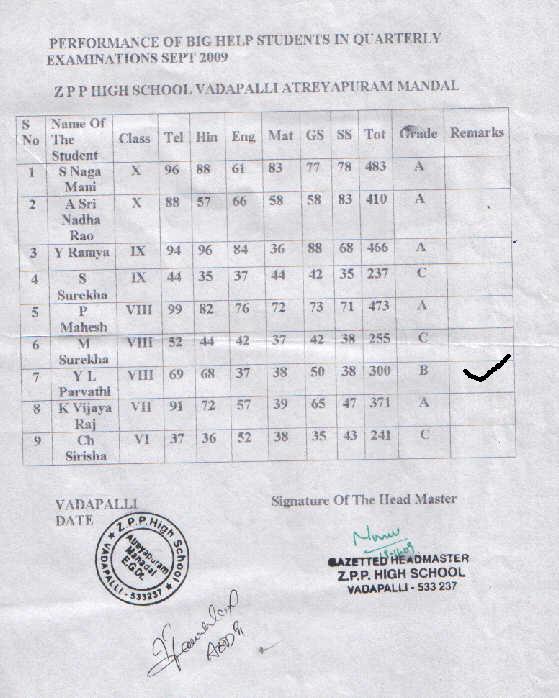 PERFORMANCE OF BIG HELP STUDENTS IN QUARTERLY
EXAMINATIONS SEPT 2009
Z P P HIGH SCHOOL VADAPALLI ATREYAPURAM MANDAL
S No Name Of The Student Class Tel Hin Eng Mat GS SS Tot Grade Remarks
1 S Naga Mani X 96 88 61 83 77 78 483 A
2 A Sri Nadha Rao X 88 57 66 58 58 83 410 A
3 Y Ramya IX 94 96 84 36 88 68 466 A
4 S Surekha IX 44 35 37 44 42 35 237 C
5 P Mahesh VIII 99 82 76 72 73 71 473 A
6 M Surekha VIII 52 44 42 37 42 38 255 C
7 Y L Parvathi VIII 69 68 37 38 50 38 300 B
8 K Vijaya Raj VII 91 72 57 39 65 47 371 A
9 Ch Sirisha VI 37 36 52 38 35 43 241 C
VADAPALLI
DATE
Signature Of The Head Master
Z.P.P. High School
Atreyapuram
Mandal
E.G.Dt.
VADAPALLI - 533237
GAZETTED HEADMASTER
Z.P.P. HIGH SCHOOL
VADAPALLI - 533 237